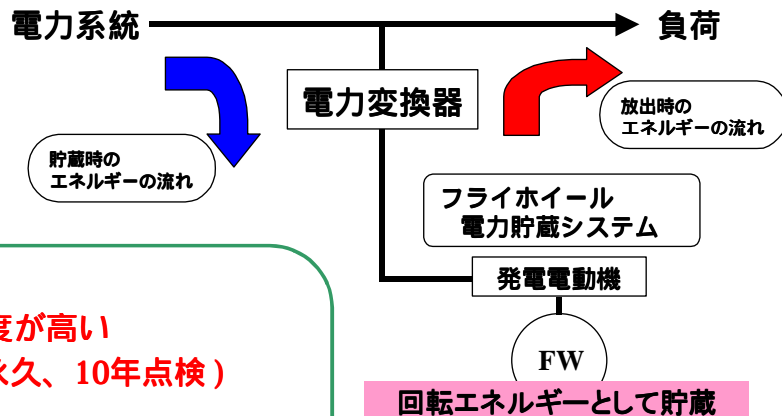 電力系統
負荷
電力変換器
放出時の
エネルギーの流れ
貯蔵時の
エネルギーの流れ
フライホイール
電力貯蔵システム
発電電動機
度が高い
永久、10年点検)
FW
回転エネルギーとして貯蔵